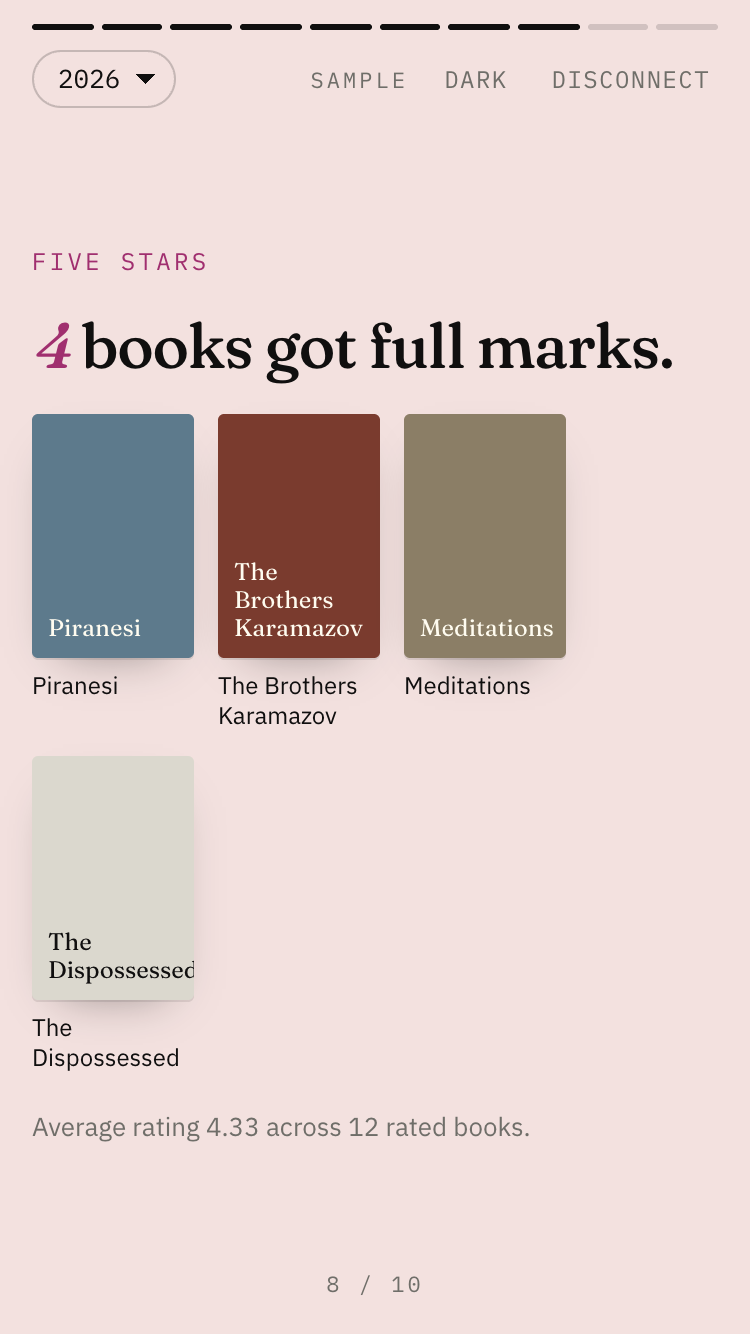 2026
SAMPLE
DARK
DISCONNECT
FIVE STARS
4 books got full marks.
Piranesi
The
Brothers
Karamazov
Meditations
Piranesi
The Brothers
Karamazov
Meditations
The
Dispossessed
The
Dispossessed
Average rating 4.33 across 12 rated books.
8 / 10